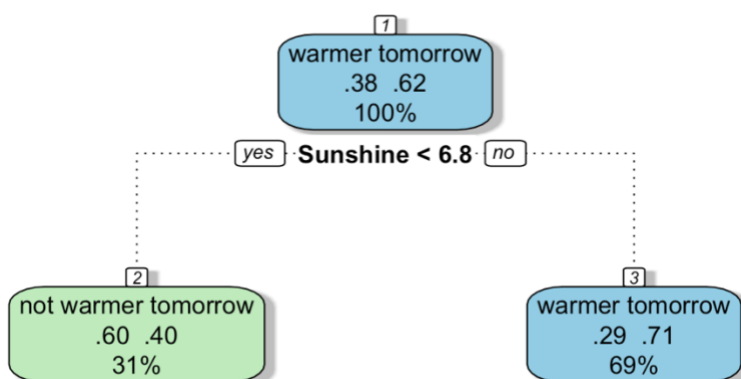 1
warmer tomorrow
.38 .62
100%
yes Sunshine < 6.8 no
2
not warmer tomorrow
.60 .40
31%
3
warmer tomorrow
.29 .71
69%